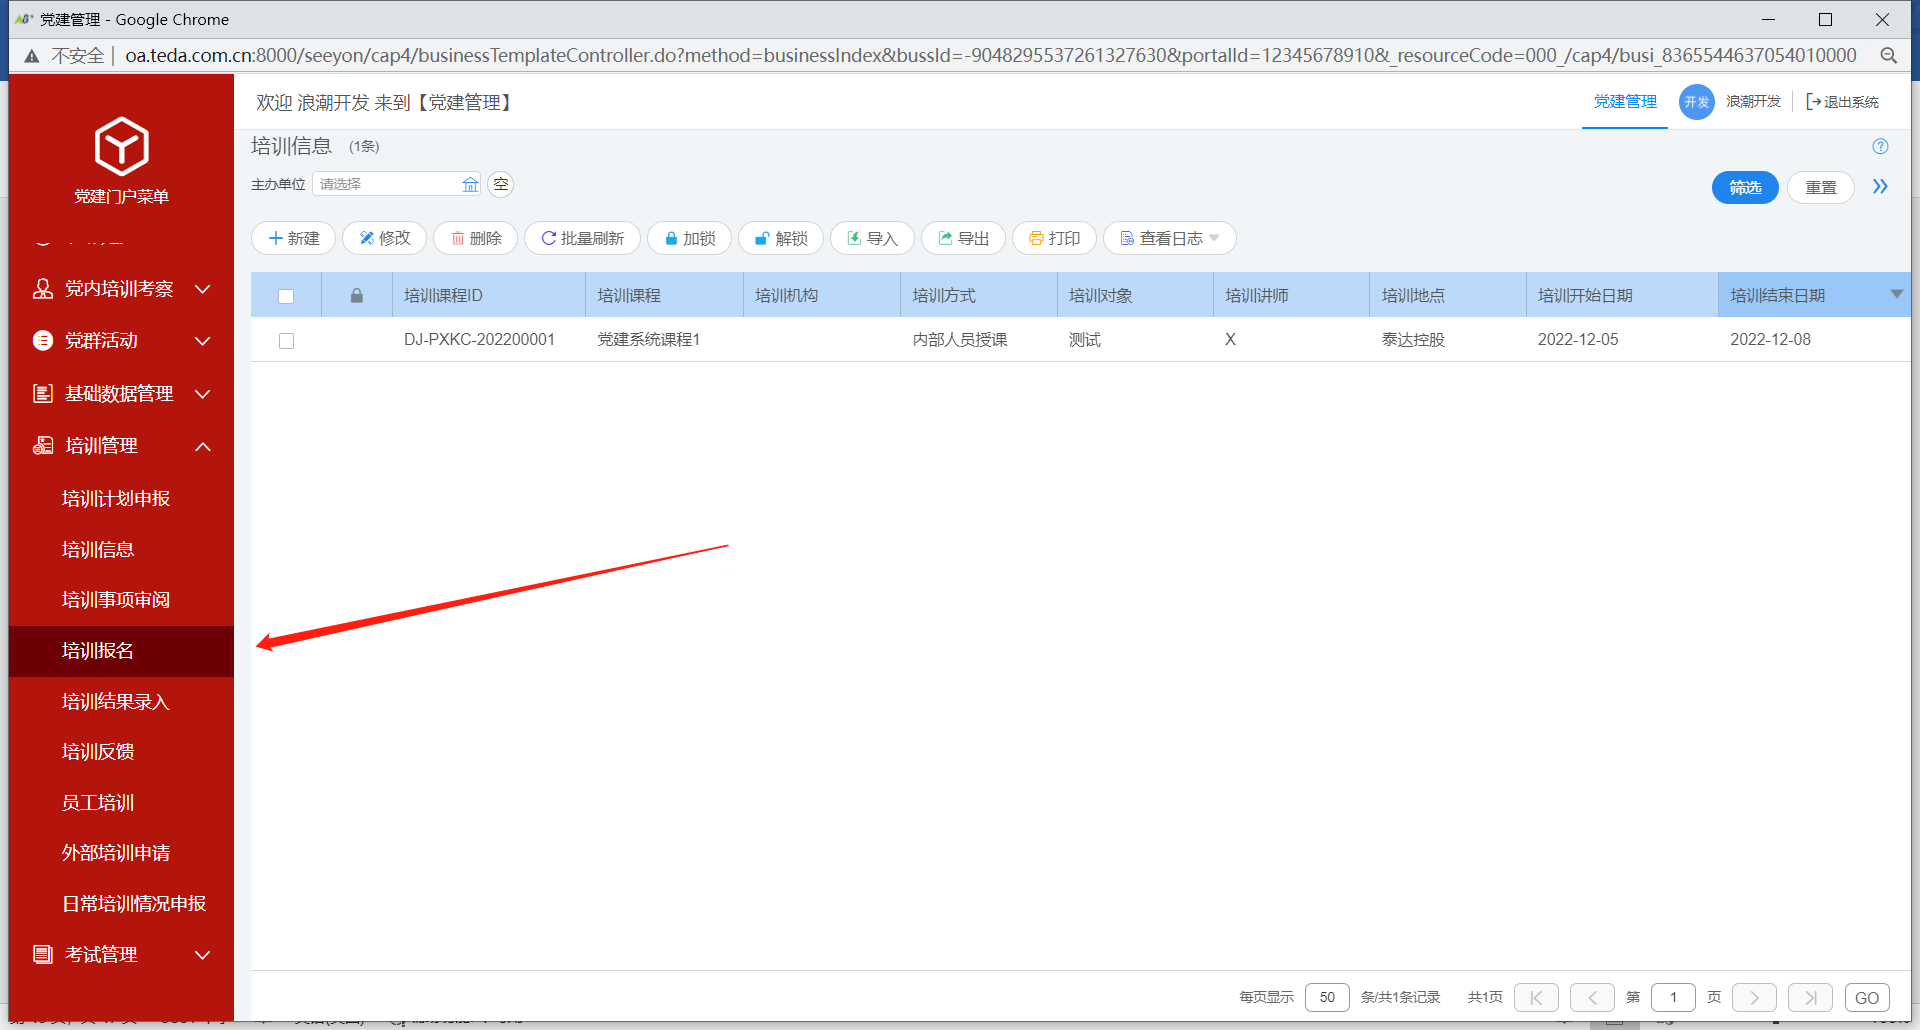 党建管理 - Google Chrome
不安全 oa.teda.com.cn:8000/seeyon/cap4/businessTemplateController.do?method=businessIndex&bussId=-9048295537261327630&portalId=12345678910&_resourceCode=000_/cap4/busi_8365544637054010000
党建门户菜单
党内培训考察
党群活动
基础数据管理
培训管理
培训计划申报
培训信息
培训事项审阅
培训报名
培训结果录入
培训反馈
员工培训
外部培训申请
日常培训情况申报
考试管理
欢迎 浪潮开发 来到【党建管理】
党建管理 开发 浪潮开发 退出系统
培训信息 (1条)
主办单位 请选择 空 筛选 重置
新建 修改 删除 批量刷新 加锁 解锁 导入 导出 打印 查看日志
培训课程ID 培训课程 培训机构 培训方式 培训对象 培训讲师 培训地点 培训开始日期 培训结束日期
DJ-PXKC-202200001 党建系统课程1 内部人员授课 测试 X 泰达控股 2022-12-05 2022-12-08
每页显示 50 条/共1条记录 共1页 第 1 页 GO